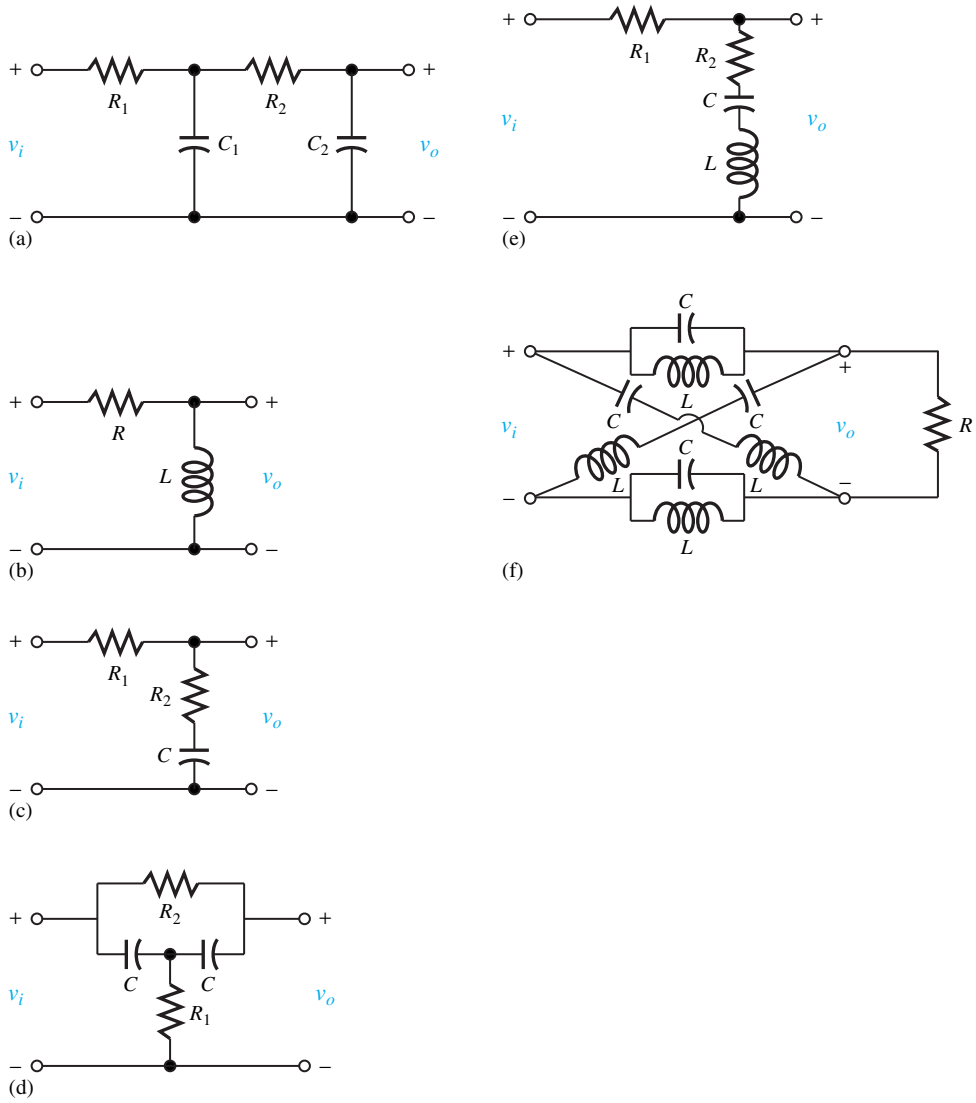 + R₁ R₂ +
vᵢ C₁ C₂ vₒ
− −
(a)
+ R +
vᵢ L vₒ
− −
(b)
+ R₁ +
R₂
vᵢ vₒ
C
− −
(c)
R₂
+ +
C C
vᵢ R₁ vₒ
− −
(d)
+ R₁ +
R₂
C
vᵢ vₒ
L
− −
(e)
C
+ +
L
C C
vᵢ vₒ R
C
L L
− −
L
(f)